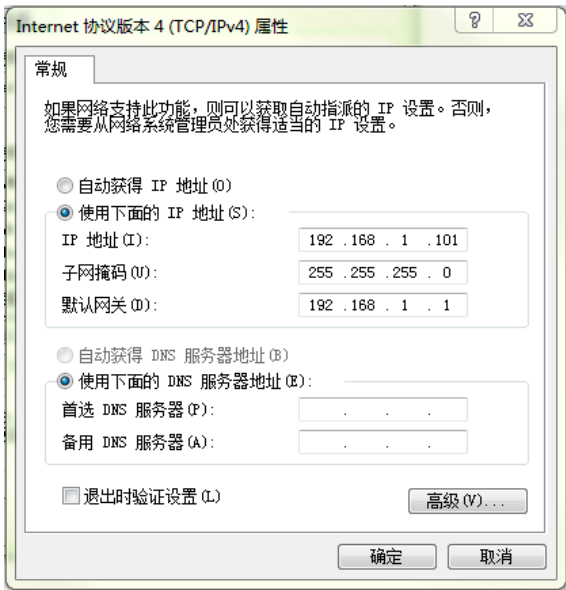 Internet 协议版本 4 (TCP/IPv4) 属性
常规
如果网络支持此功能，则可以获取自动指派的 IP 设置。否则，
您需要从网络系统管理员处获得适当的 IP 设置。
自动获得 IP 地址(O)
使用下面的 IP 地址(S):
IP 地址(I): 192 .168 . 1 .101
子网掩码(U): 255 .255 .255 . 0
默认网关(D): 192 .168 . 1 . 1
自动获得 DNS 服务器地址(B)
使用下面的 DNS 服务器地址(E):
首选 DNS 服务器(P): . . .
备用 DNS 服务器(A): . . .
退出时验证设置(L)
高级(V)...
确定 取消